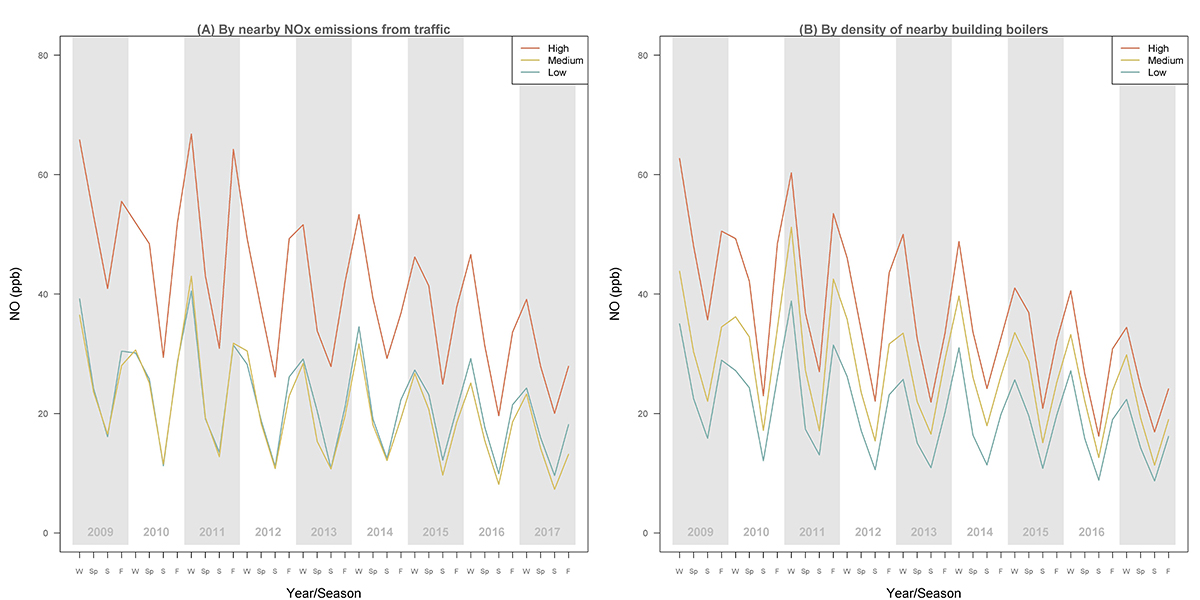 (A) By nearby NOx emissions from traffic
High
Medium
Low
80
60
40
20
0
NO (ppb)
2009 2010 2011 2012 2013 2014 2015 2016 2017
W Sp S F W Sp S F W Sp S F W Sp S F W Sp S F W Sp S F W Sp S F W Sp S F W Sp S F
Year/Season
(B) By density of nearby building boilers
High
Medium
Low
80
60
40
20
0
NO (ppb)
2009 2010 2011 2012 2013 2014 2015 2016
W Sp S F W Sp S F W Sp S F W Sp S F W Sp S F W Sp S F W Sp S F W Sp S F W Sp S F
Year/Season